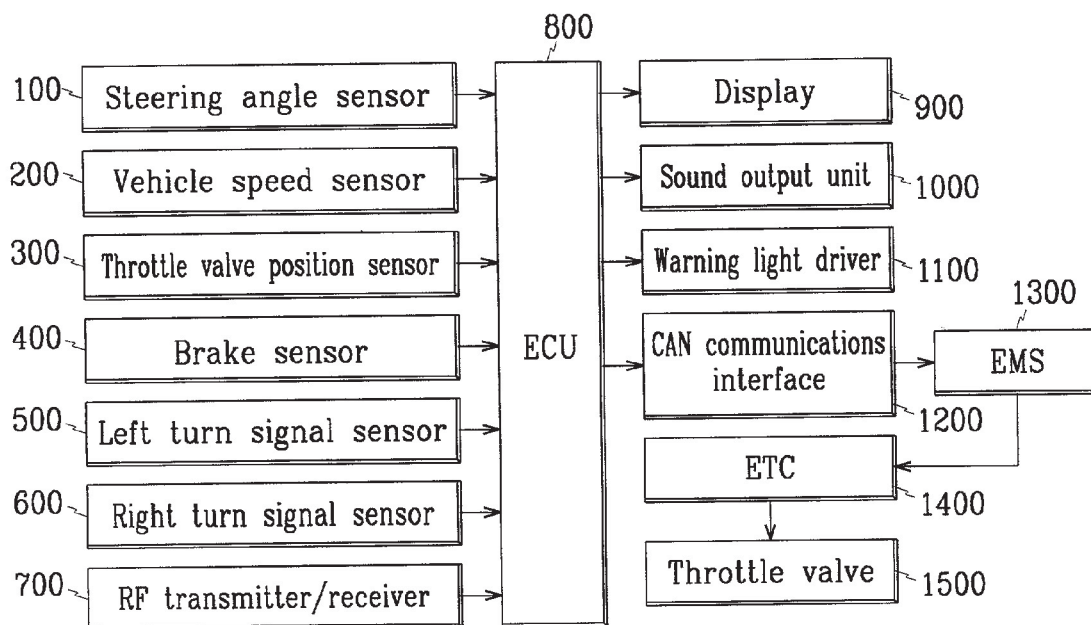 800
100
Steering angle sensor
Display
900
200
Vehicle speed sensor
Sound output unit
1000
300
Throttle valve position sensor
Warning light driver
1100
1300
400
Brake sensor
ECU
CAN communications
interface
EMS
1200
500
Left turn signal sensor
ETC
1400
600
Right turn signal sensor
Throttle valve
1500
700
RF transmitter/receiver